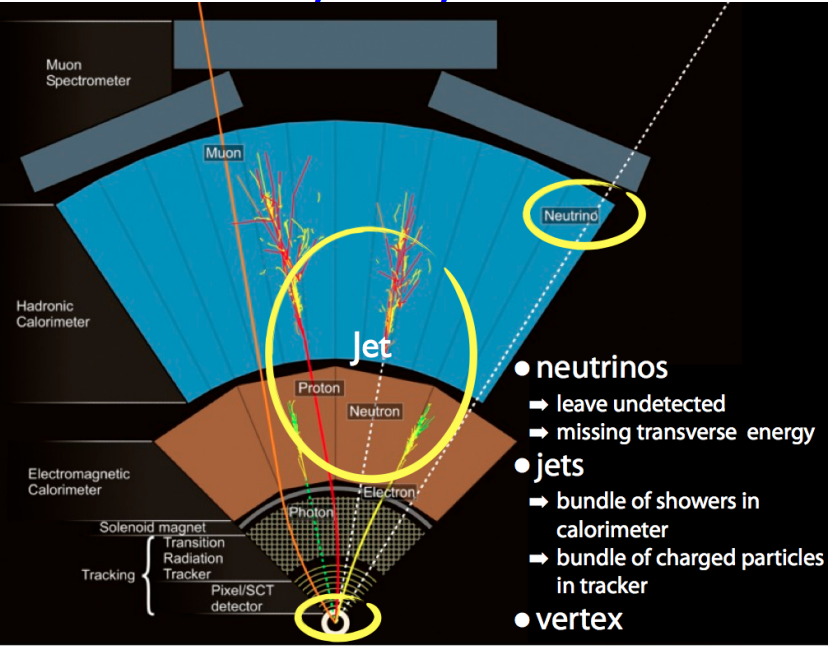 Muon
Spectrometer
Muon
Neutrino
Hadronic
Calorimeter
Jet
Proton
Neutron
Electromagnetic
Calorimeter
Electron
Photon
Solenoid magnet
Transition
Radiation
Tracker
Tracking
Pixel/SCT
detector
• neutrinos
➡ leave undetected
➡ missing transverse energy
• jets
➡ bundle of showers in
calorimeter
➡ bundle of charged particles
in tracker
• vertex